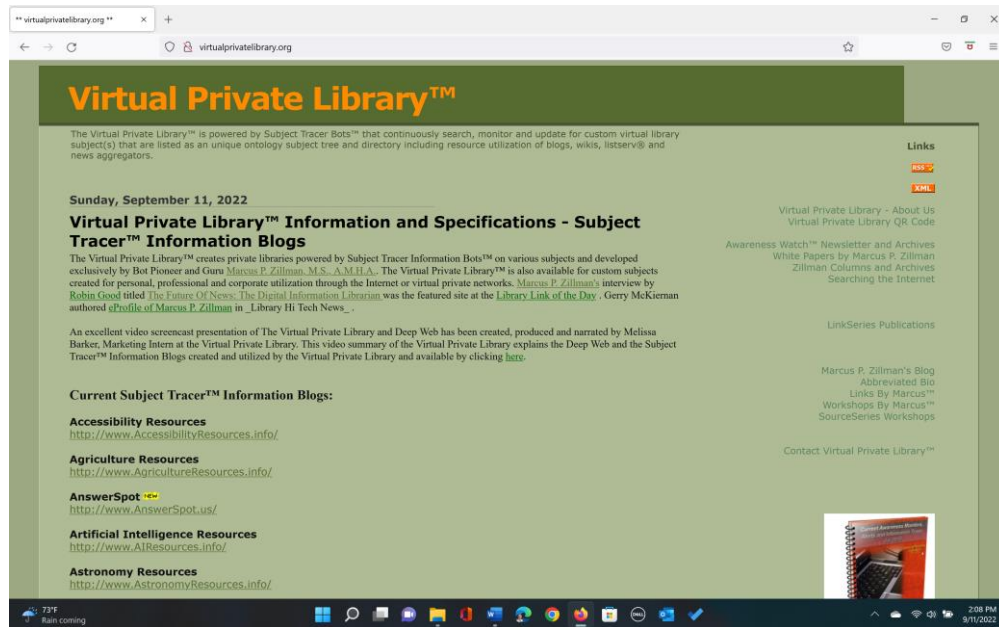 ** virtualprivatelibrary.org **
virtualprivatelibrary.org
Virtual Private Library™
The Virtual Private Library™ is powered by Subject Tracer Bots™ that continuously search, monitor and update for custom virtual library
subject(s) that are listed as an unique ontology subject tree and directory including resource utilization of blogs, wikis, listserv® and
news aggregators.
Sunday, September 11, 2022
Virtual Private Library™ Information and Specifications - Subject
Tracer™ Information Blogs
The Virtual Private Library™ creates private libraries powered by Subject Tracer Information Bots™ on various subjects and developed
exclusively by Bot Pioneer and Guru Marcus P. Zillman, M.S., A.M.H.A.. The Virtual Private Library™ is also available for custom subjects
created for personal, professional and corporate utilization through the Internet or virtual private networks. Marcus P. Zillman's interview by
Robin Good titled The Future Of News: The Digital Information Librarian was the featured site at the Library Link of the Day . Gerry McKiernan
authored eProfile of Marcus P. Zillman in _Library Hi Tech News_ .
An excellent video screencast presentation of The Virtual Private Library and Deep Web has been created, produced and narrated by Melissa
Barker, Marketing Intern at the Virtual Private Library. This video summary of the Virtual Private Library explains the Deep Web and the Subject
Tracer™ Information Blogs created and utilized by the Virtual Private Library and available by clicking here.
Current Subject Tracer™ Information Blogs:
Accessibility Resources
http://www.AccessibilityResources.info/
Agriculture Resources
http://www.AgricultureResources.info/
AnswerSpot NEW
http://www.AnswerSpot.us/
Artificial Intelligence Resources
http://www.AIResources.info/
Astronomy Resources
http://www.AstronomyResources.info/
Links
RSS
XML
Virtual Private Library - About Us
Virtual Private Library QR Code
Awareness Watch™ Newsletter and Archives
White Papers by Marcus P. Zillman
Zillman Columns and Archives
Searching the Internet
LinkSeries Publications
Marcus P. Zillman's Blog
Abbreviated Bio
Links By Marcus™
Workshops By Marcus™
SourceSeries Workshops
Contact Virtual Private Library™
73°F
Rain coming
2:08 PM
9/11/2022